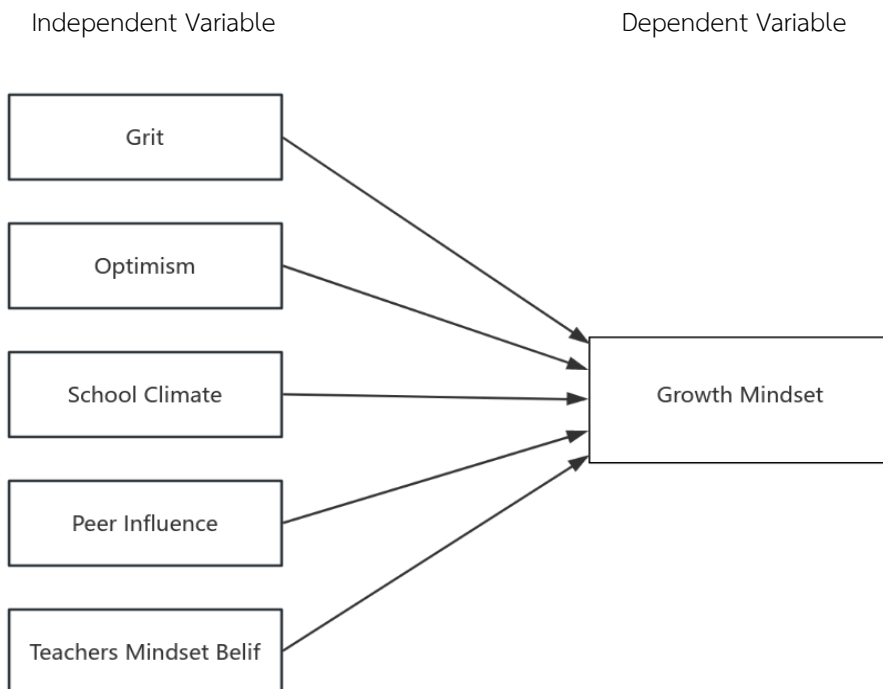 Independent Variable
Dependent Variable
Grit
Optimism
School Climate
Growth Mindset
Peer Influence
Teachers Mindset Belif